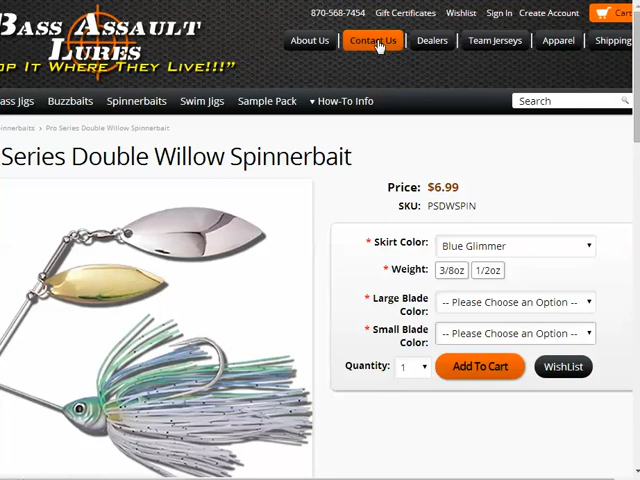 BASS ASSAULT
LURES
OP IT WHERE THEY LIVE!!!"
870-568-7454 Gift Certificates Wishlist Sign In Create Account Cart
About Us Contact Us Dealers Team Jerseys Apparel Shipping
ass Jigs Buzzbaits Spinnerbaits Swim Jigs Sample Pack ▾ How-To Info Search
innerbaits › Pro Series Double Willow Spinnerbait
Series Double Willow Spinnerbait
Price: $6.99
SKU: PSDWSPIN
* Skirt Color: Blue Glimmer
* Weight: 3/8oz 1/2oz
* Large Blade Color: -- Please Choose an Option --
* Small Blade Color: -- Please Choose an Option --
Quantity: 1 Add To Cart WishList